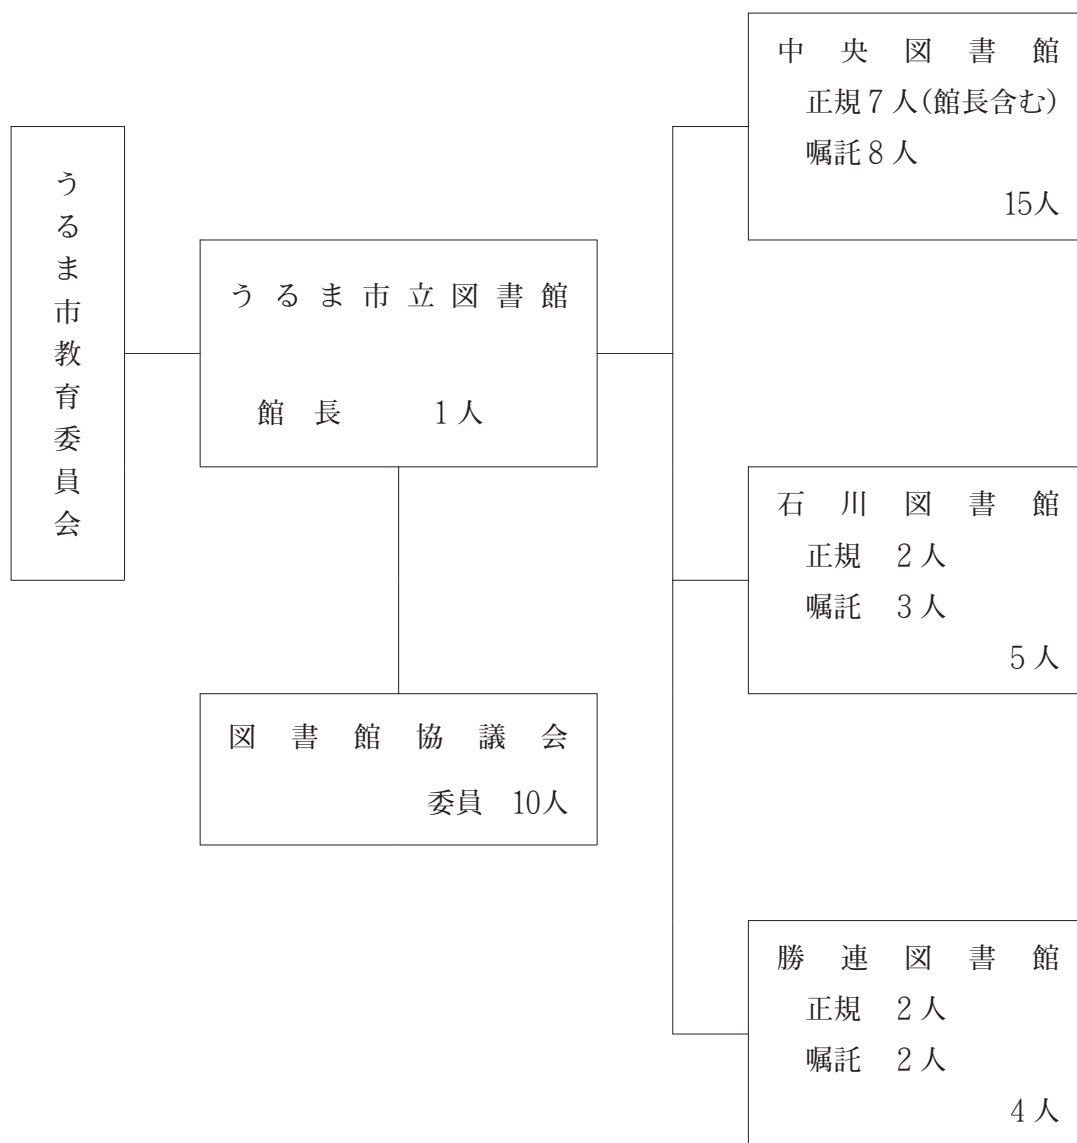 うるま市教育委員会
うるま市立図書館
館長 1人
図書館協議会
委員 10人
中央図書館
正規7人(館長含む)
嘱託8人
15人
石川図書館
正規 2人
嘱託 3人
5人
勝連図書館
正規 2人
嘱託 2人
4人